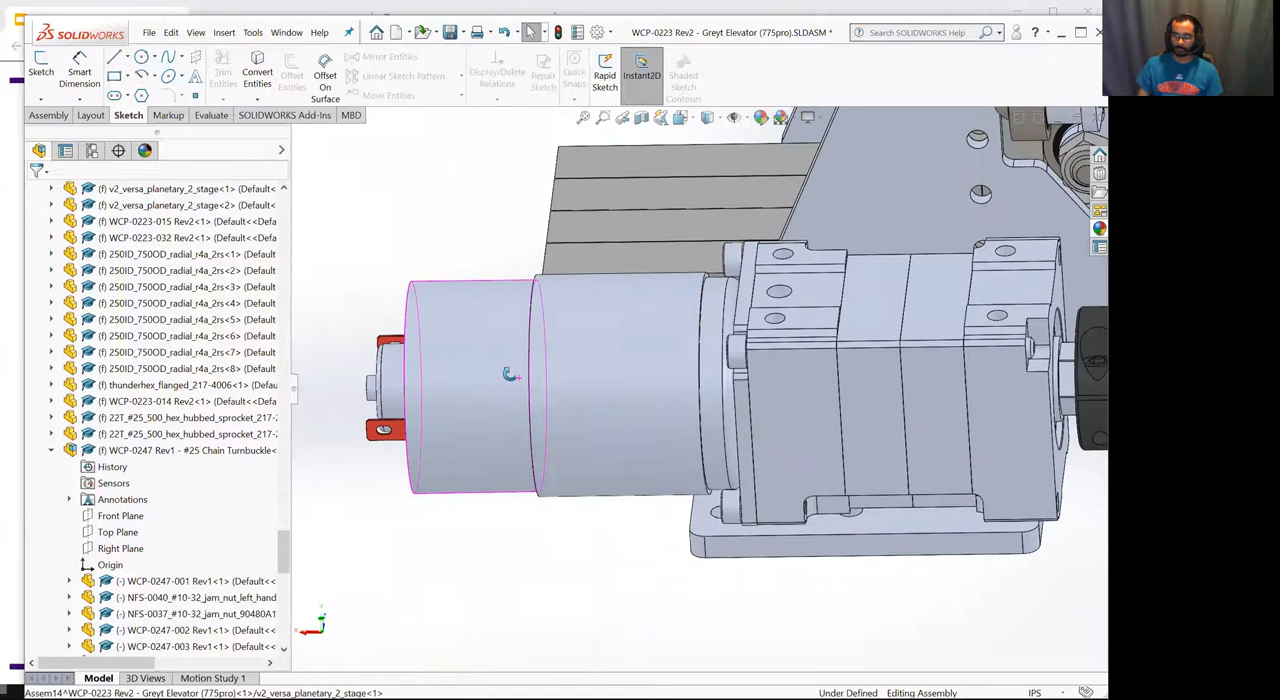 SOLIDWORKS
File
Edit
View
Insert
Tools
Window
Help
WCP-0223 Rev2 - Greyt Elevator (775pro).SLDASM *
Search SOLIDWORKS Help
Sketch
Smart
Dimension
Trim
Entities
Convert
Entities
Offset
Entities
Offset
On
Surface
Mirror Entities
Linear Sketch Pattern
Move Entities
Display/Delete
Relations
Repair
Sketch
Quick
Snaps
Rapid
Sketch
Instant2D
Shaded
Sketch
Contours
Assembly
Layout
Sketch
Markup
Evaluate
SOLIDWORKS Add-Ins
MBD
(f) v2_versa_planetary_2_stage<1> (Default<
(f) v2_versa_planetary_2_stage<2> (Default<
(f) WCP-0223-015 Rev2<1> (Default<<Defa
(f) WCP-0223-032 Rev2<1> (Default<<Defa
(f) 250ID_750OD_radial_r4a_2rs<1> (Default<
(f) 250ID_750OD_radial_r4a_2rs<2> (Default<
(f) 250ID_750OD_radial_r4a_2rs<3> (Default<
(f) 250ID_750OD_radial_r4a_2rs<4> (Default<
(f) 250ID_750OD_radial_r4a_2rs<5> (Default<
(f) 250ID_750OD_radial_r4a_2rs<6> (Default<
(f) 250ID_750OD_radial_r4a_2rs<7> (Default<
(f) 250ID_750OD_radial_r4a_2rs<8> (Default<
(f) thunderhex_flanged_217-4006<1> (Defau
(f) WCP-0223-014 Rev2<1> (Default<<Defa
(f) 22T_#25_500_hex_hubbed_sprocket_217-
(f) 22T_#25_500_hex_hubbed_sprocket_217-
(f) WCP-0247 Rev1 - #25 Chain Turnbuckle<
History
Sensors
Annotations
Front Plane
Top Plane
Right Plane
Origin
(-) WCP-0247-001 Rev1<1> (Default<<
(-) NFS-0040_#10-32_jam_nut_left_hand
(-) NFS-0037_#10-32_jam_nut_90480A1
(-) WCP-0247-002 Rev1<1> (Default<<
(-) WCP-0247-003 Rev1<1> (Default<<
Model
3D Views
Motion Study 1
Assem14^WCP-0223 Rev2 - Greyt Elevator (775pro)<1>/v2_versa_planetary_2_stage<1>
Under Defined
Editing Assembly
IPS